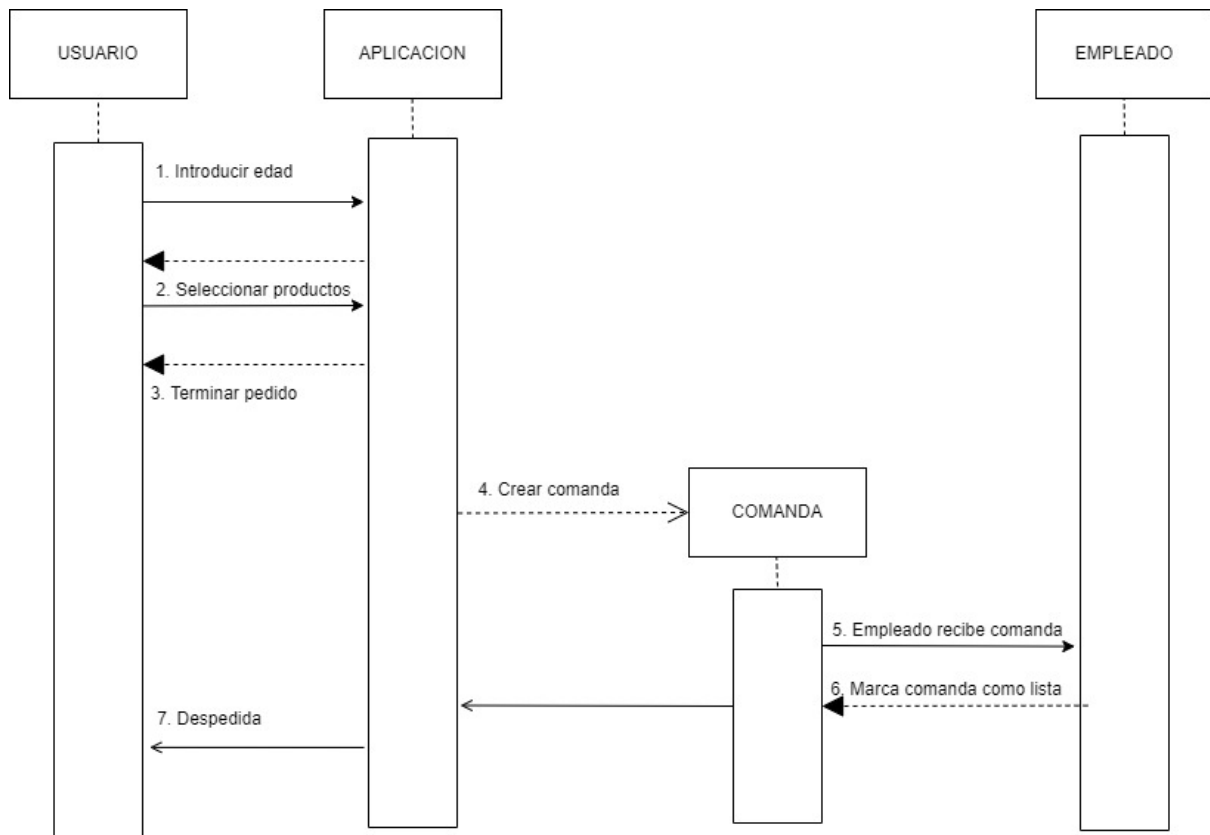 USUARIO
APLICACION
EMPLEADO
1. Introducir edad
2. Seleccionar productos
3. Terminar pedido
4. Crear comanda
COMANDA
5. Empleado recibe comanda
6. Marca comanda como lista
7. Despedida